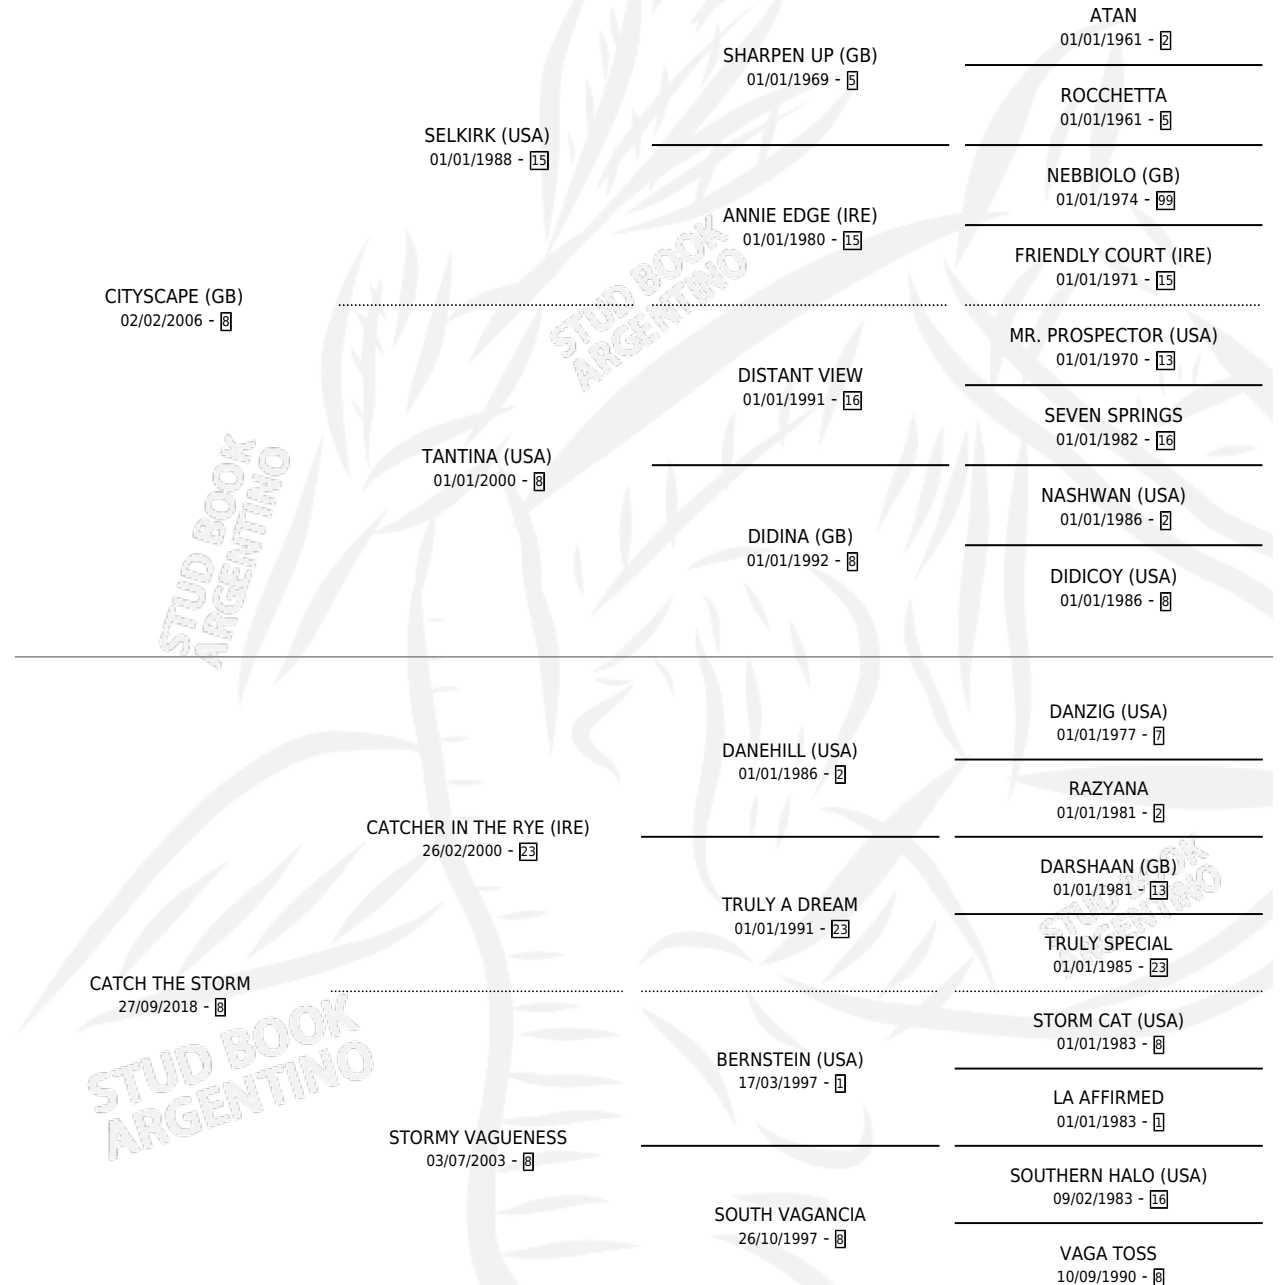 ATAN
01/01/1961 - 2
SHARPEN UP (GB)
01/01/1969 - 5
ROCCHETTA
01/01/1961 - 5
SELKIRK (USA)
01/01/1988 - 15
NEBBIOLO (GB)
01/01/1974 - 99
ANNIE EDGE (IRE)
01/01/1980 - 15
FRIENDLY COURT (IRE)
01/01/1971 - 15
CITYSCAPE (GB)
02/02/2006 - 8
MR. PROSPECTOR (USA)
01/01/1970 - 13
DISTANT VIEW
01/01/1991 - 16
SEVEN SPRINGS
01/01/1982 - 16
TANTINA (USA)
01/01/2000 - 8
NASHWAN (USA)
01/01/1986 - 2
DIDINA (GB)
01/01/1992 - 8
DIDICOY (USA)
01/01/1986 - 8
DANZIG (USA)
01/01/1977 - 7
DANEHILL (USA)
01/01/1986 - 2
RAZYANA
01/01/1981 - 2
CATCHER IN THE RYE (IRE)
26/02/2000 - 23
DARSHAAN (GB)
01/01/1981 - 13
TRULY A DREAM
01/01/1991 - 23
TRULY SPECIAL
01/01/1985 - 23
CATCH THE STORM
27/09/2018 - 8
STORM CAT (USA)
01/01/1983 - 8
BERNSTEIN (USA)
17/03/1997 - 1
LA AFFIRMED
01/01/1983 - 1
STORMY VAGUENESS
03/07/2003 - 8
SOUTHERN HALO (USA)
09/02/1983 - 16
SOUTH VAGANCIA
26/10/1997 - 8
VAGA TOSS
10/09/1990 - 8
STUD BOOK
ARGENTINO
STUD BOOK
ARGENTINO
STUD BOOK
ARGENTINO
STUD BOOK
ARGENTINO